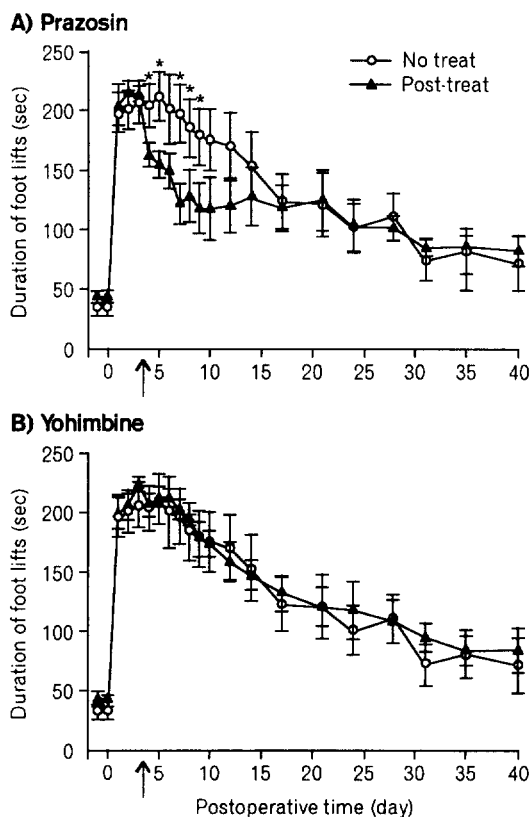 A) Prazosin
250
200
150
100
50
0
Duration of foot lifts (sec)
* * * * *
No treat
Post-treat
0 5 10 15 20 25 30 35 40
B) Yohimbine
250
200
150
100
50
0
Duration of foot lifts (sec)
0 5 10 15 20 25 30 35 40
Postoperative time (day)